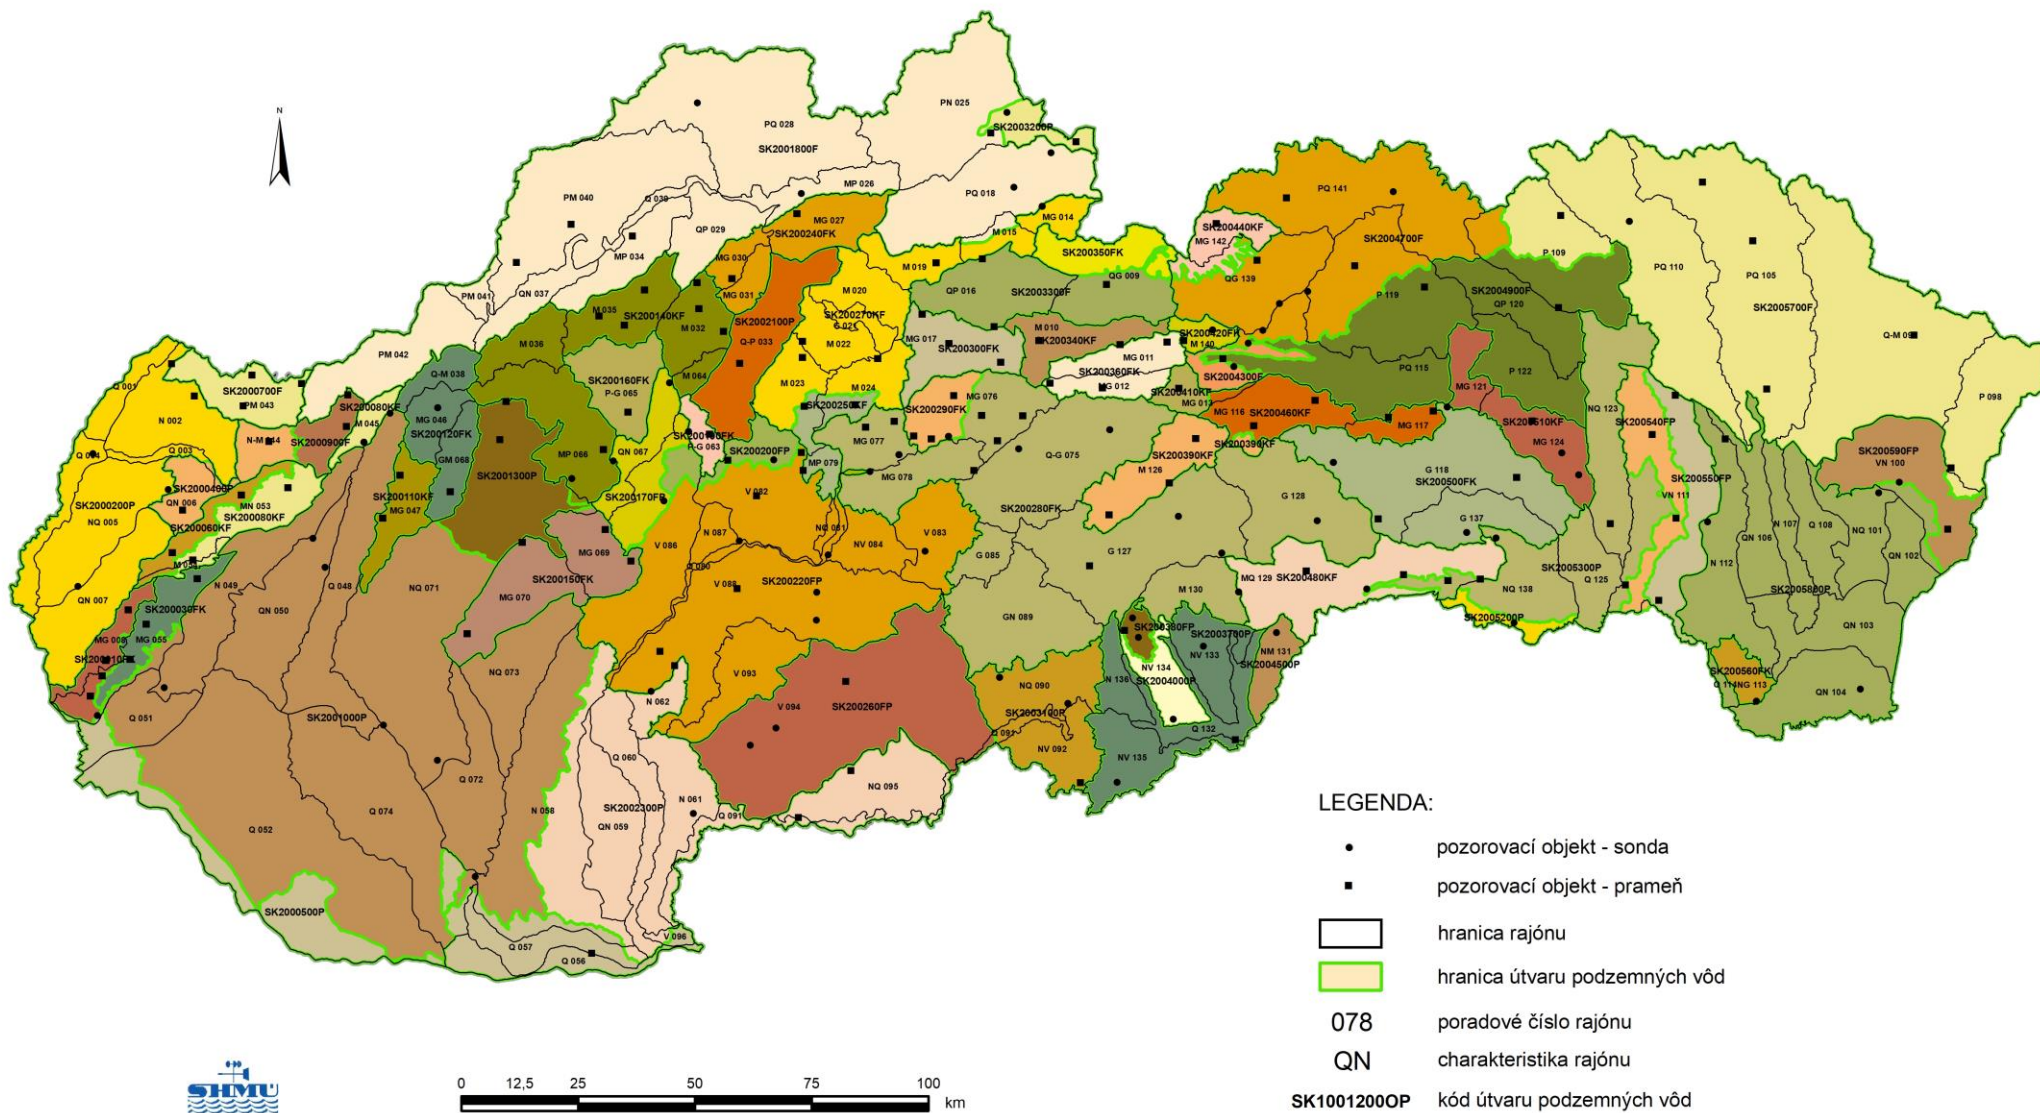 N
PN 025
SK2003200P
PQ 028
SK2001800F
MP 026
PQ 018
PM 040
Q 039
MG 027
SK200240FK
MG 014
QP 029
M 015
SK200350FK
MP 034
MG 030
M 019
QG 009
PQ 141
SK200440KF
MG 142
SK2004700F
QG 139
P 109
PQ 110
PQ 105
SK2005700F
PM 041
QN 037
MG 031
M 020
QP 016
SK2003300F
P 119
SK2004900F
QP 120
M 035
SK200140KF
M 032
SK2002100P
Q-P 033
SK200270KF
M 022
MG 017
SK200300FK
M 010
SK200340KF
SK200420FK
M 140
M 036
PM 042
Q-M 038
M 064
M 023
M 024
MG 011
SK200360FK
MG 012
SK2004300F
PQ 115
P 122
P 098
Q 001
SK2000700F
PM 043
N 002
SK200080KF
M 045
MG 046
SK200120FK
SK200160FK
P-G 065
SK200250KF
MG 076
SK200290FK
SK200410KF
MG 013
MG 116
SK200460KF
MG 117
MG 121
MG 124
NQ 123
SK200540FP
SK200590FP
VN 100
Q 003
SK2000900F
GM 068
SK2001300P
MP 066
QN 067
P-G 063
SK200200FP
MG 077
MP 079
MG 078
Q-G 075
SK200390KF
M 126
SK200390KF
G 118
SK200500FK
SK200550FP
VN 111
SK2000200P
SK2000400P
QN 006
NQ 005
MN 053
SK200080KF
SK200060KF
SK200110KF
MG 047
SK200170FP
V 082
SK200280FK
G 128
G 137
N 107
Q 108
NQ 101
QN 106
QN 102
N 049
Q 048
NQ 071
MG 069
V 086
N 087
NV 084
V 083
G 085
G 127
SK2005300P
Q 125
N 112
QN 007
SK200030FK
QN 050
SK200150FK
MG 070
V 088
SK200220FP
MQ 129
SK200480KF
M 130
NQ 138
SK2005800P
MG 055
GN 089
SK2005200P
QN 103
NV 133
SK2003700P
NM 131
SK2004500P
NV 134
SK2004000P
NQ 073
N 062
V 093
V 094
SK200260FP
NQ 090
SK2003100P
N 136
SK200560FK
Q 114
NG 113
QN 104
Q 051
SK2001000P
Q 091
NV 092
Q 132
NV 135
Q 060
Q 072
NQ 095
N 058
SK2002300P
N 061
QN 059
Q 091
Q 052
Q 074
SK2000500P
Q 057
Q 056
V 096
LEGENDA:
pozorovací objekt - sonda
pozorovací objekt - prameň
hranica rajónu
hranica útvaru podzemných vôd
078 poradové číslo rajónu
QN charakteristika rajónu
SK1001200OP kód útvaru podzemných vôd
SHMÚ
0 12,5 25 50 75 100
km